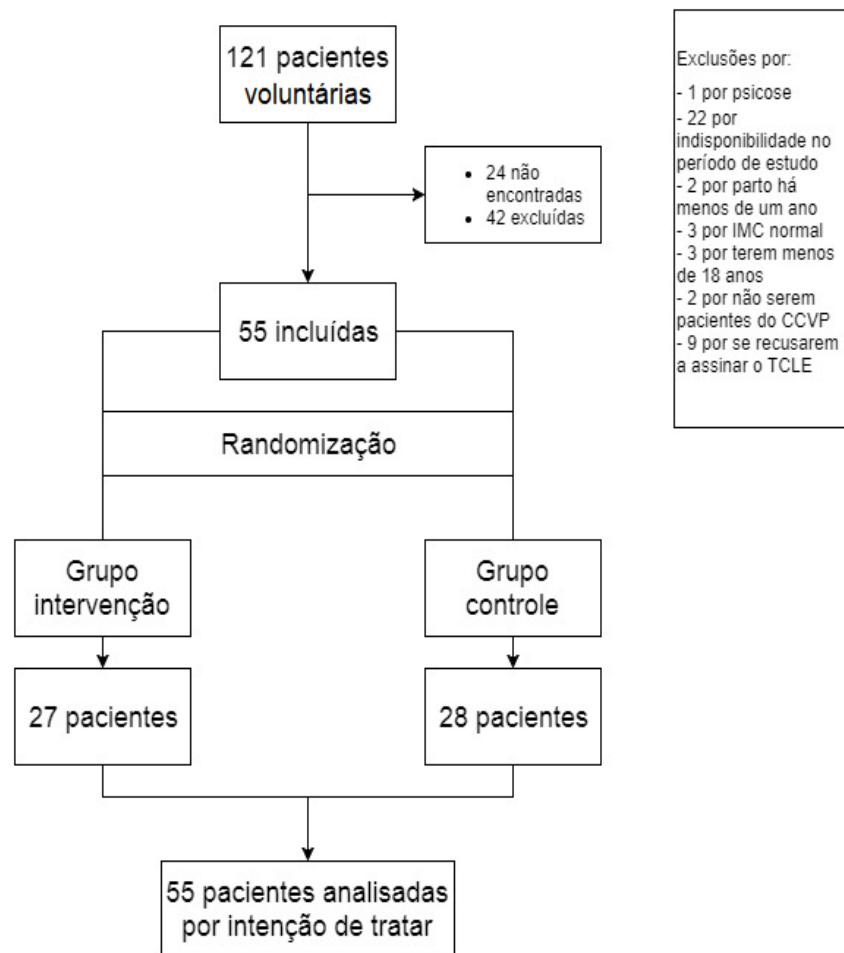 121 pacientes
voluntárias
• 24 não
encontradas
• 42 excluídas
55 incluídas
Randomização
Grupo
intervenção
Grupo
controle
27 pacientes
28 pacientes
55 pacientes analisadas
por intenção de tratar
Exclusões por:
- 1 por psicose
- 22 por
indisponibilidade no
período de estudo
- 2 por parto há
menos de um ano
- 3 por IMC normal
- 3 por terem menos
de 18 anos
- 2 por não serem
pacientes do CCVP
- 9 por se recusarem
a assinar o TCLE